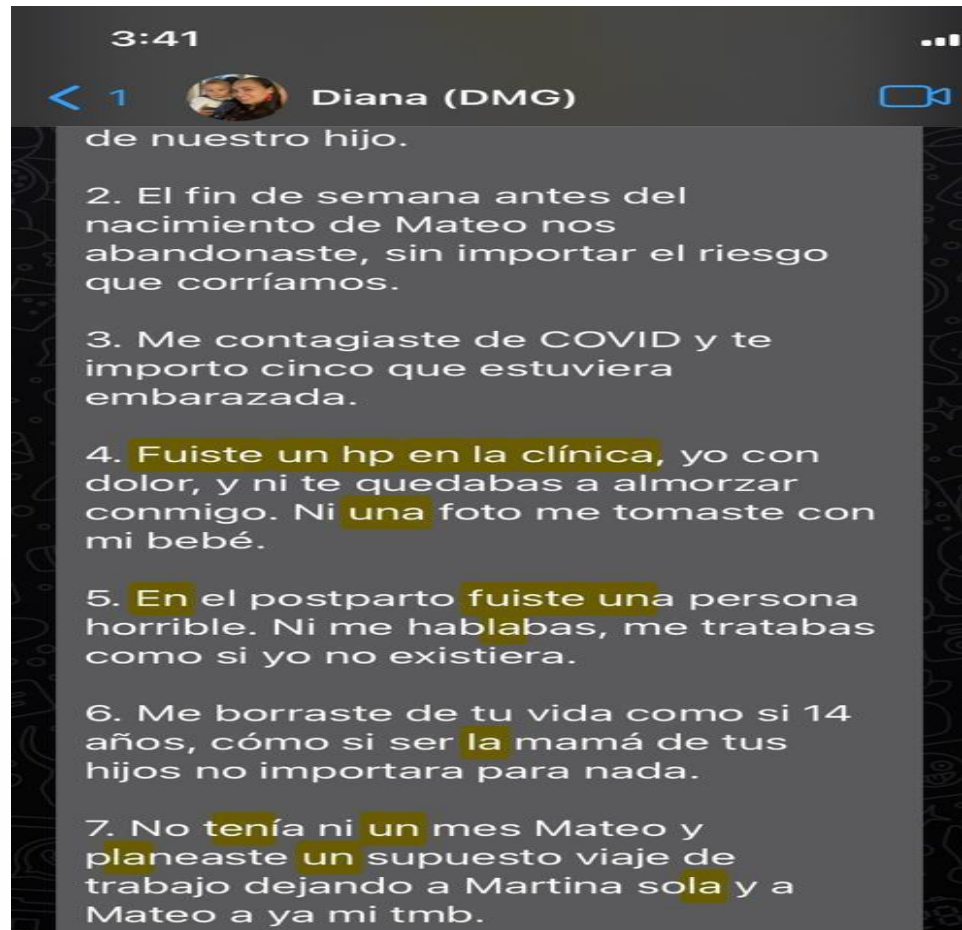 3:41
1 Diana (DMG)
de nuestro hijo.
2. El fin de semana antes del
nacimiento de Mateo nos
abandonaste, sin importar el riesgo
que corríamos.
3. Me contagiaste de COVID y te
importo cinco que estuviera
embarazada.
4. Fuiste un hp en la clínica, yo con
dolor, y ni te quedabas a almorzar
conmigo. Ni una foto me tomaste con
mi bebé.
5. En el postparto fuiste una persona
horrible. Ni me hablabas, me tratabas
como si yo no existiera.
6. Me borraste de tu vida como si 14
años, cómo si ser la mamá de tus
hijos no importara para nada.
7. No tenía ni un mes Mateo y
planeaste un supuesto viaje de
trabajo dejando a Martina sola y a
Mateo a ya mi tmb.